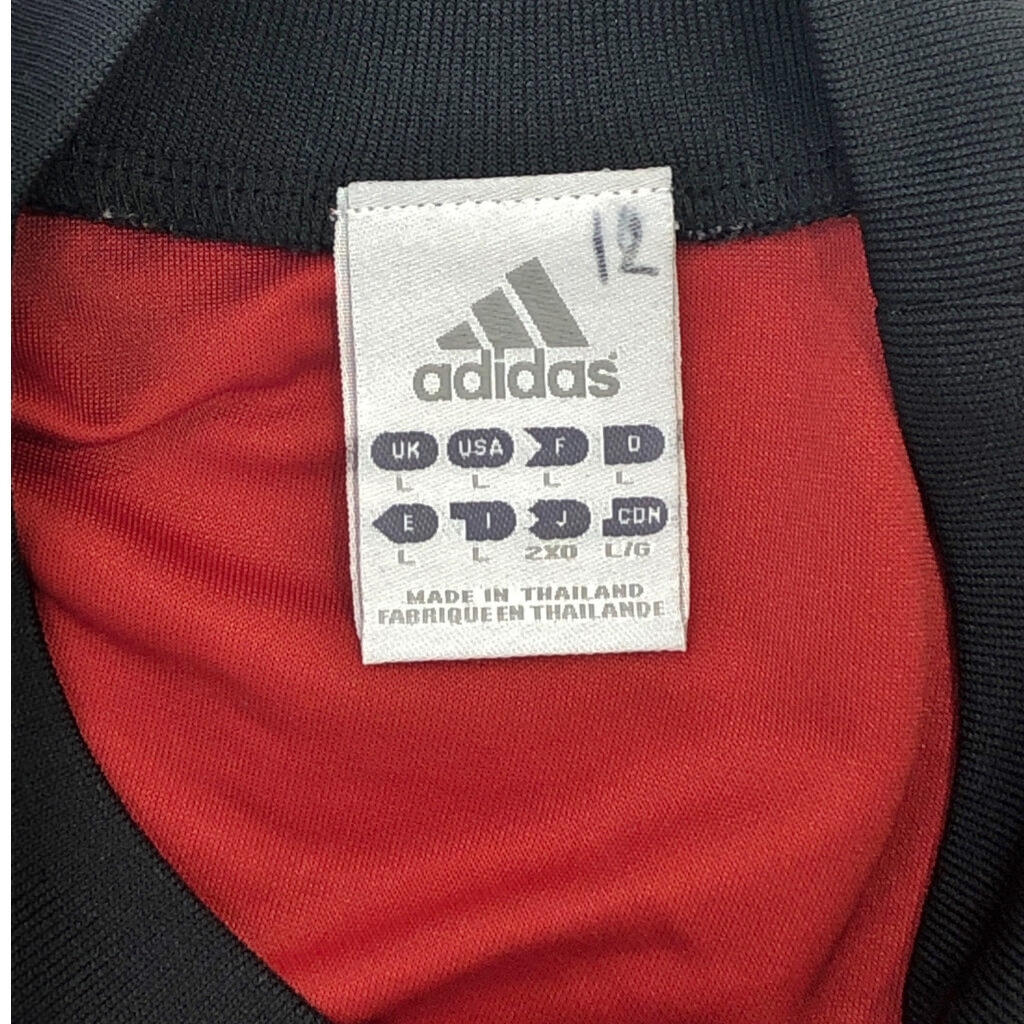 12
adidas
UK USA F D
L L L L
E I J CDN
L L 2XO L/G
MADE IN THAILAND
FABRIQUE EN THAILANDE